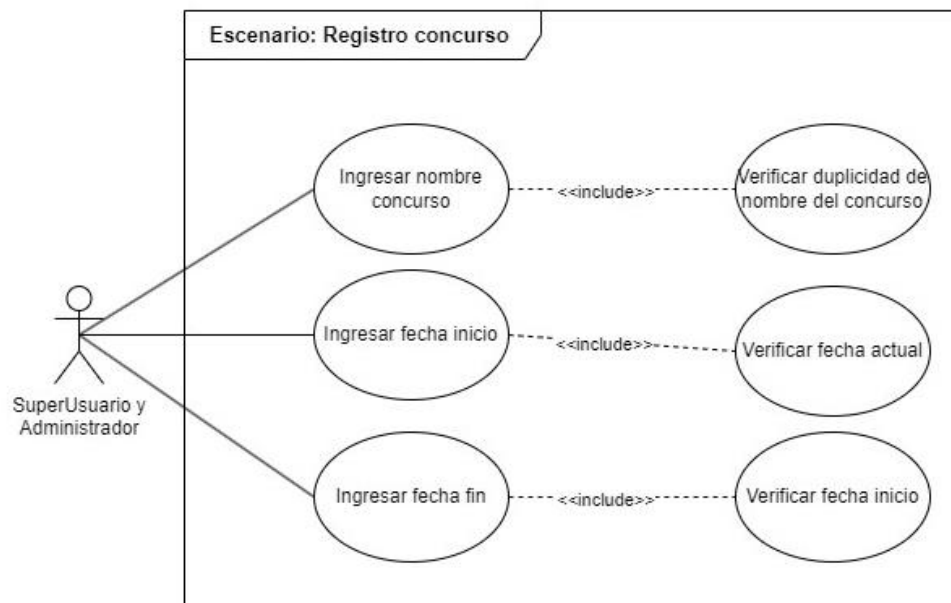 Escenario: Registro concurso
Ingresar nombre
concurso
<<include>>
Verificar duplicidad de
nombre del concurso
Ingresar fecha inicio
<<include>>
Verificar fecha actual
SuperUsuario y
Administrador
Ingresar fecha fin
<<include>>
Verificar fecha inicio